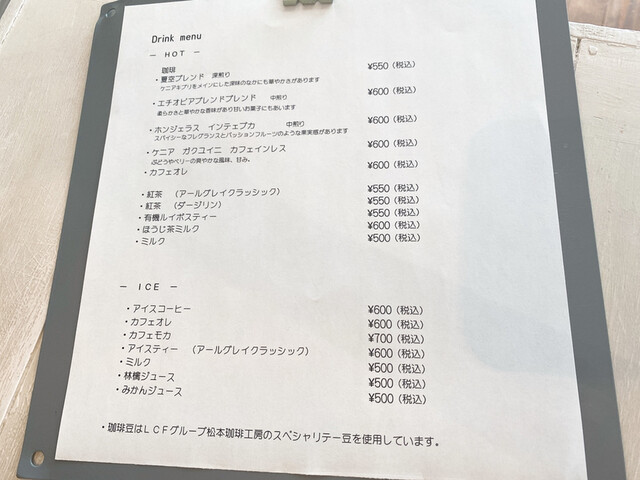 Drink menu
― HOT ―
珈琲
・夏空ブレンド 深煎り ¥550(税込)
ケニアキブリをメインにした深味のなかにも華やかさがあります
・エチオピアブレンドブレンド 中煎り ¥600(税込)
柔らかさと華やかな香味があり甘いお菓子にもあいます
・ホンジェラス インテェブカ 中煎り ¥600(税込)
スパイシーなフレグランスとパッションフルーツのような果実感があります
・ケニア ガクユイニ カフェインレス ¥600(税込)
ぶどうやベリーの爽やかな風味、甘み。
・カフェオレ ¥600(税込)
・紅茶 (アールグレイクラッシック) ¥550(税込)
・紅茶 (ダージリン) ¥550(税込)
・有機ルイボスティー ¥550(税込)
・ほうじ茶ミルク ¥600(税込)
・ミルク ¥500(税込)
― ICE ―
・アイスコーヒー ¥600(税込)
・カフェオレ ¥600(税込)
・カフェモカ ¥700(税込)
・アイスティー (アールグレイクラッシック) ¥600(税込)
・ミルク ¥500(税込)
・林檎ジュース ¥500(税込)
・みかんジュース ¥500(税込)
・珈琲豆はLCFグループ松本珈琲工房のスペシャリテー豆を使用しています。